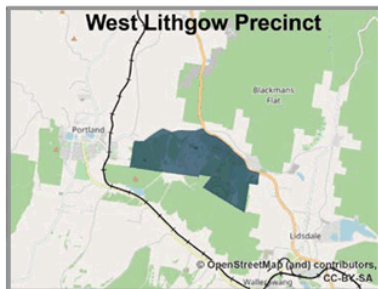 West Lithgow Precinct
Blackmans
Flat
Portland
Lidsdale
© OpenStreetMap (and) contributors,
CC-BY-SA
Wallerawang